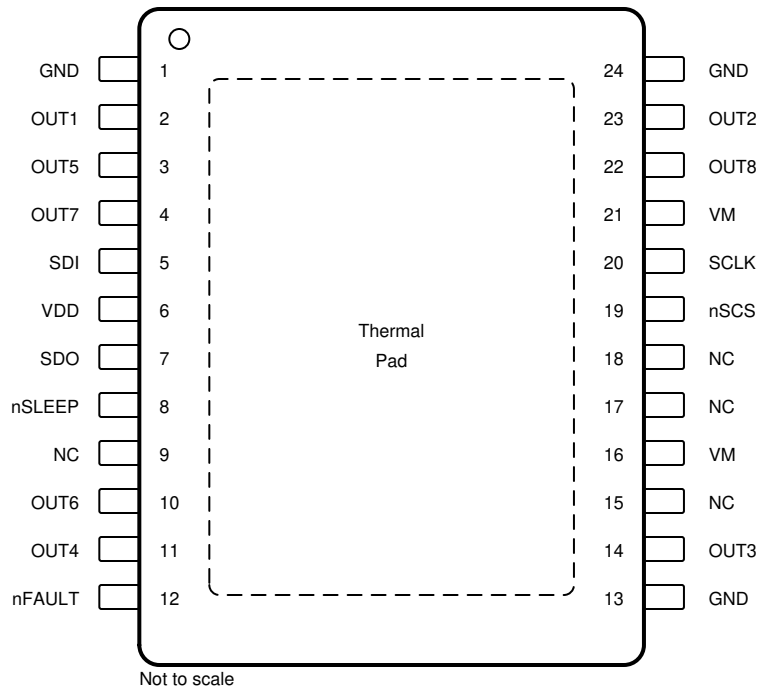 GND 1 24 GND
OUT1 2 23 OUT2
OUT5 3 22 OUT8
OUT7 4 21 VM
SDI 5 20 SCLK
VDD 6 19 nSCS
Thermal
Pad
SDO 7 18 NC
nSLEEP 8 17 NC
NC 9 16 VM
OUT6 10 15 NC
OUT4 11 14 OUT3
nFAULT 12 13 GND
Not to scale